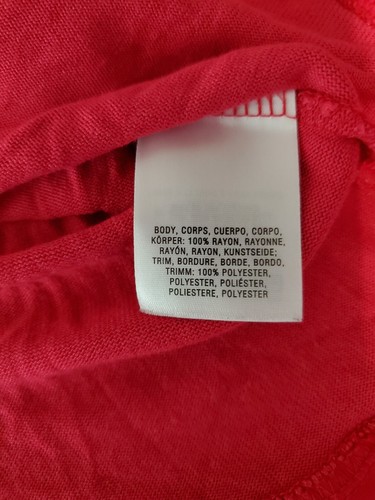 BODY, CORPS, CUERPO, CORPO,
KÖRPER: 100% RAYON, RAYONNE,
RAYÓN, RAYON, KUNSTSEIDE;
TRIM, BORDURE, BORDE, BORDO,
TRIMM: 100% POLYESTER,
POLYESTER, POLIÉSTER,
POLIESTERE, POLYESTER